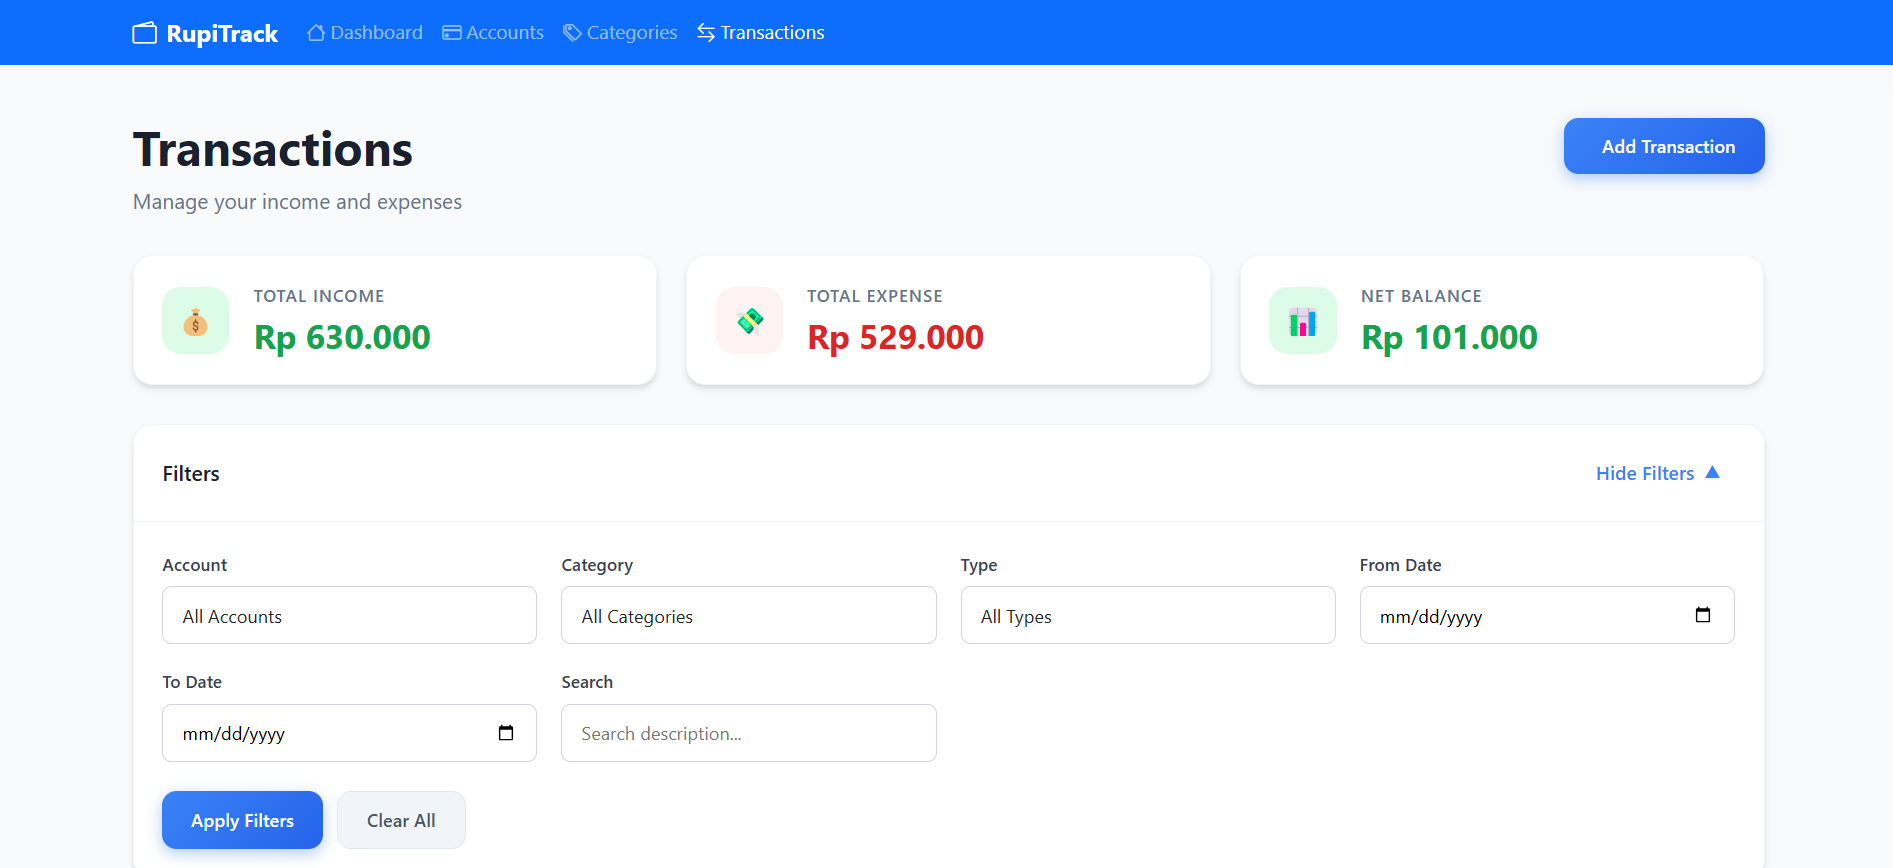 RupiTrack Dashboard Accounts Categories Transactions
Transactions
Add Transaction
Manage your income and expenses
TOTAL INCOME
Rp 630.000
TOTAL EXPENSE
Rp 529.000
NET BALANCE
Rp 101.000
Filters
Hide Filters ▲
Account
All Accounts
Category
All Categories
Type
All Types
From Date
mm/dd/yyyy
To Date
mm/dd/yyyy
Search
Search description...
Apply Filters
Clear All